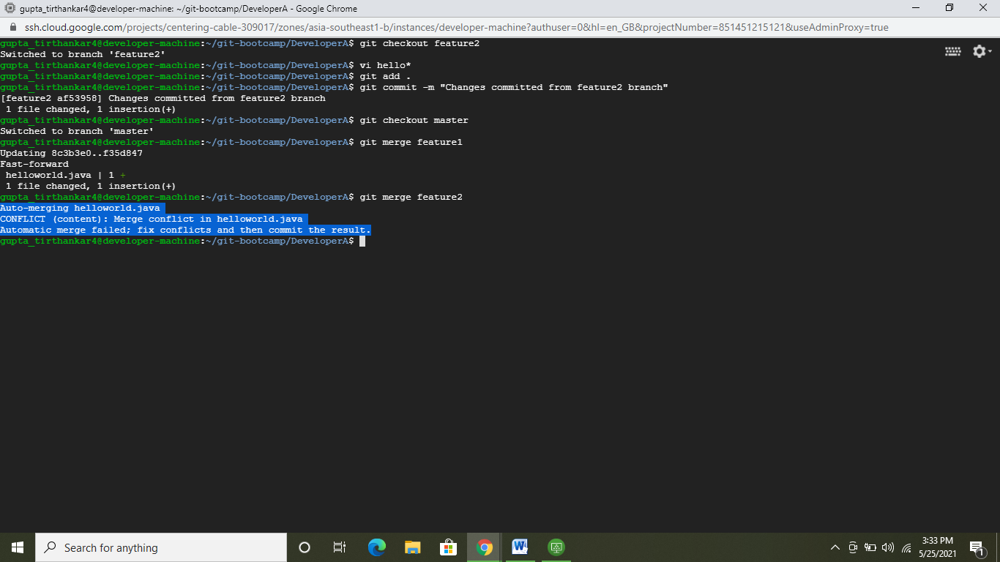 gupta_tirthankar4@developer-machine: ~/git-bootcamp/DeveloperA - Google Chrome
ssh.cloud.google.com/projects/centering-cable-309017/zones/asia-southeast1-b/instances/developer-machine?authuser=0&hl=en_GB&projectNumber=851451215121&useAdminProxy=true
gupta_tirthankar4@developer-machine:~/git-bootcamp/DeveloperA$ git checkout feature2
Switched to branch 'feature2'
gupta_tirthankar4@developer-machine:~/git-bootcamp/DeveloperA$ vi hello*
gupta_tirthankar4@developer-machine:~/git-bootcamp/DeveloperA$ git add .
gupta_tirthankar4@developer-machine:~/git-bootcamp/DeveloperA$ git commit -m "Changes committed from feature2 branch"
[feature2 af53958] Changes committed from feature2 branch
 1 file changed, 1 insertion(+)
gupta_tirthankar4@developer-machine:~/git-bootcamp/DeveloperA$ git checkout master
Switched to branch 'master'
gupta_tirthankar4@developer-machine:~/git-bootcamp/DeveloperA$ git merge feature1
Updating 8c3b3e0..f35d847
Fast-forward
 helloworld.java | 1 +
 1 file changed, 1 insertion(+)
gupta_tirthankar4@developer-machine:~/git-bootcamp/DeveloperA$ git merge feature2
Auto-merging helloworld.java
CONFLICT (content): Merge conflict in helloworld.java
Automatic merge failed; fix conflicts and then commit the result.
gupta_tirthankar4@developer-machine:~/git-bootcamp/DeveloperA$
Search for anything
3:33 PM
5/25/2021
1